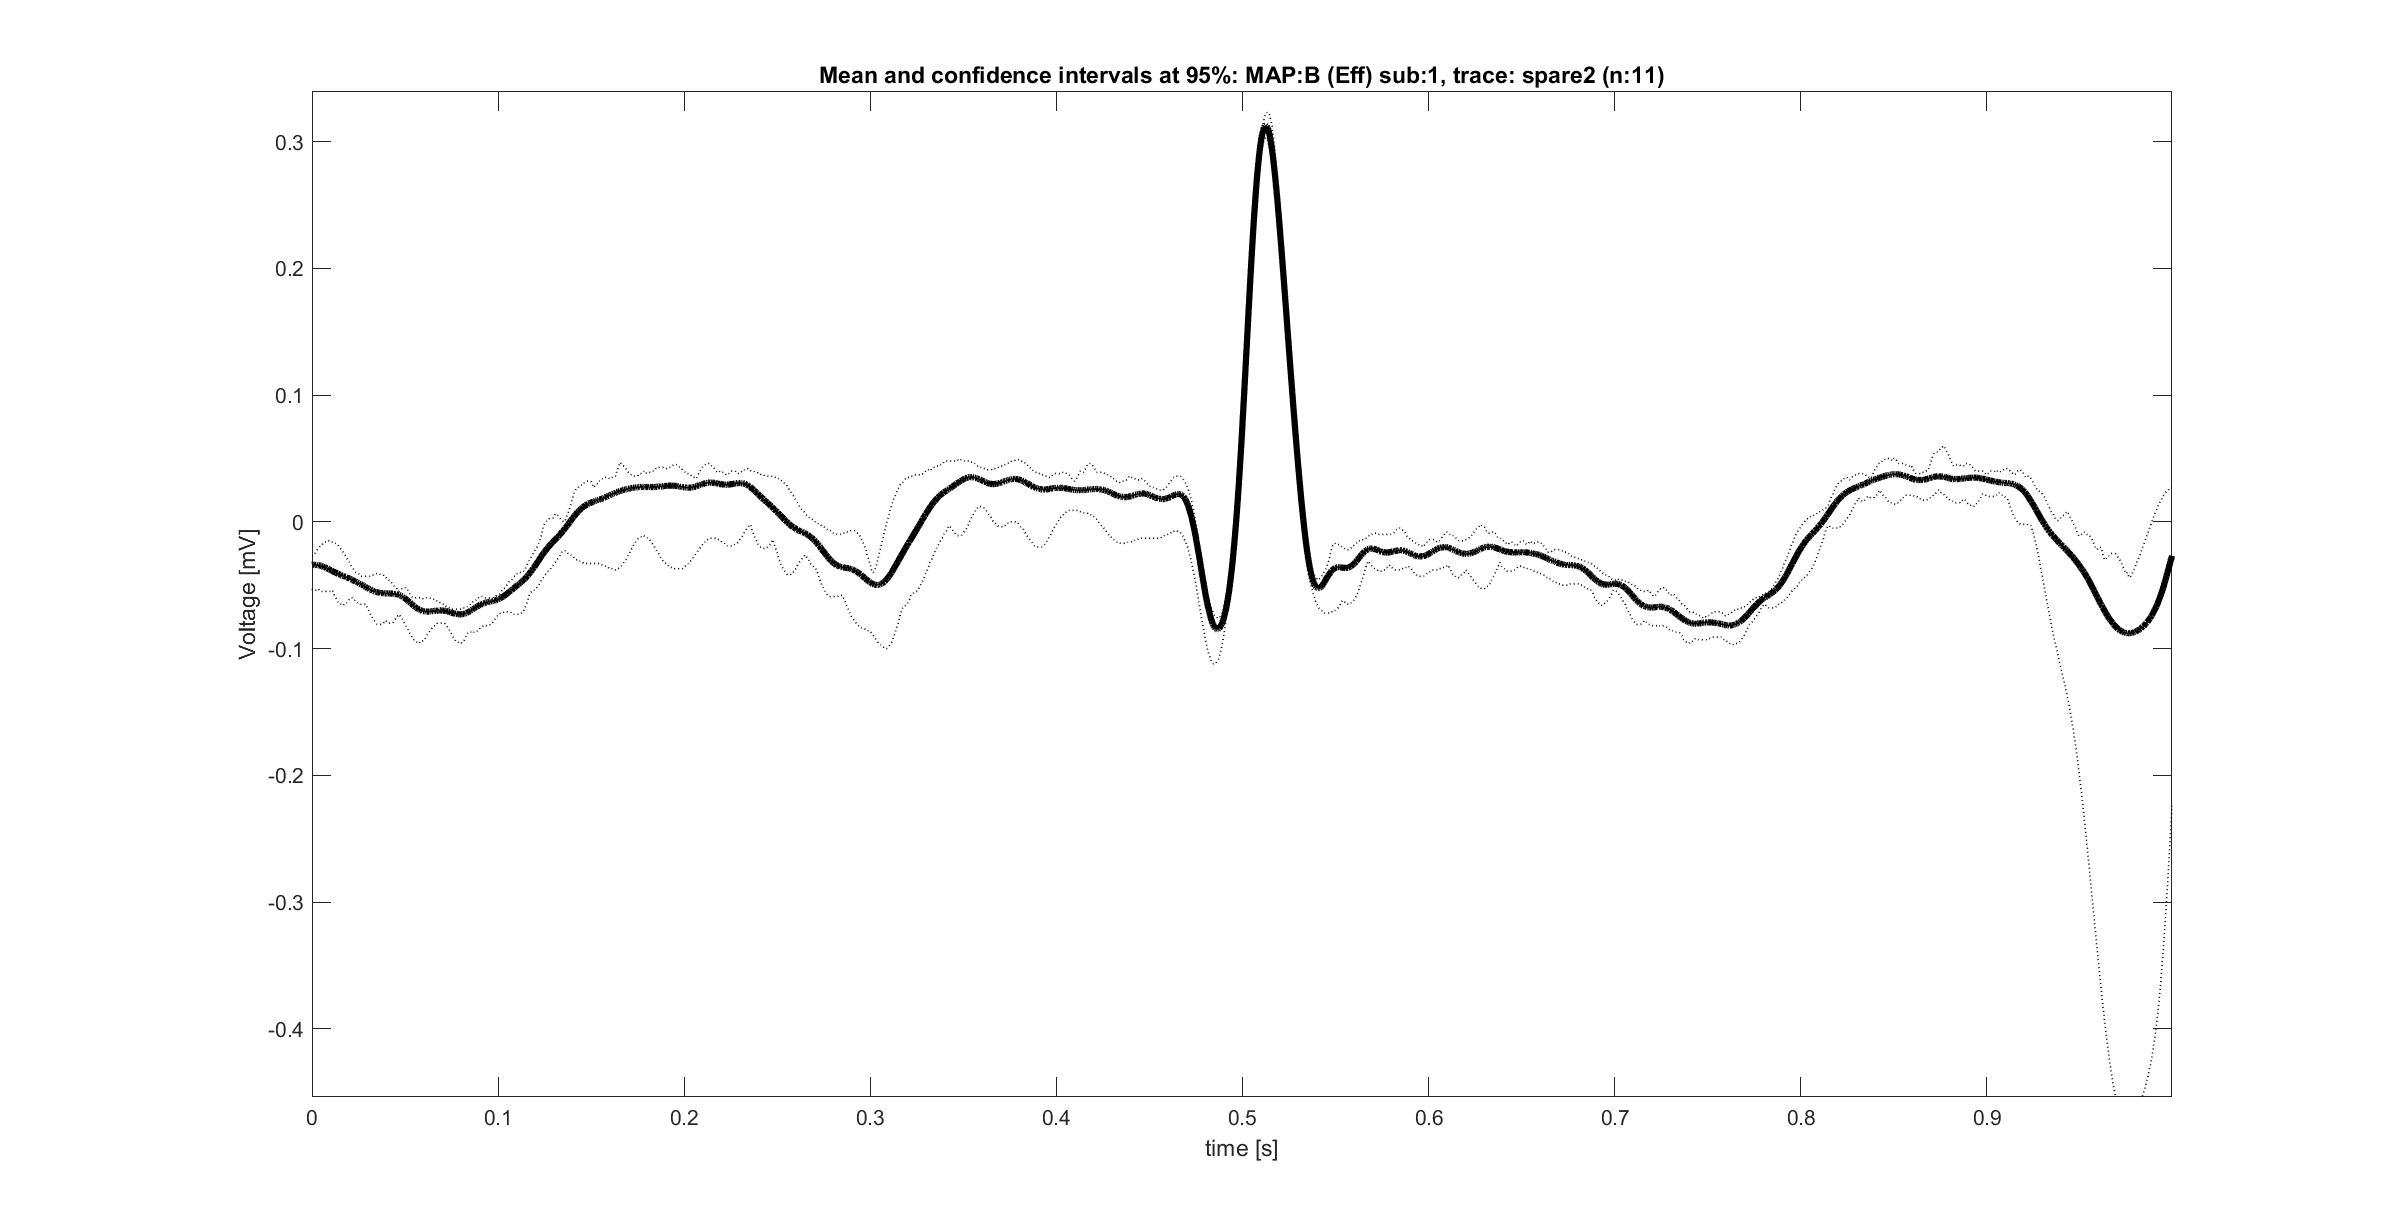 Mean and confidence intervals at 95%: MAP:B (Eff) sub:1, trace: spare2 (n:11)
0.3
0.2
0.1
0
-0.1
-0.2
-0.3
-0.4
Voltage [mV]
0 0.1 0.2 0.3 0.4 0.5 0.6 0.7 0.8 0.9
time [s]